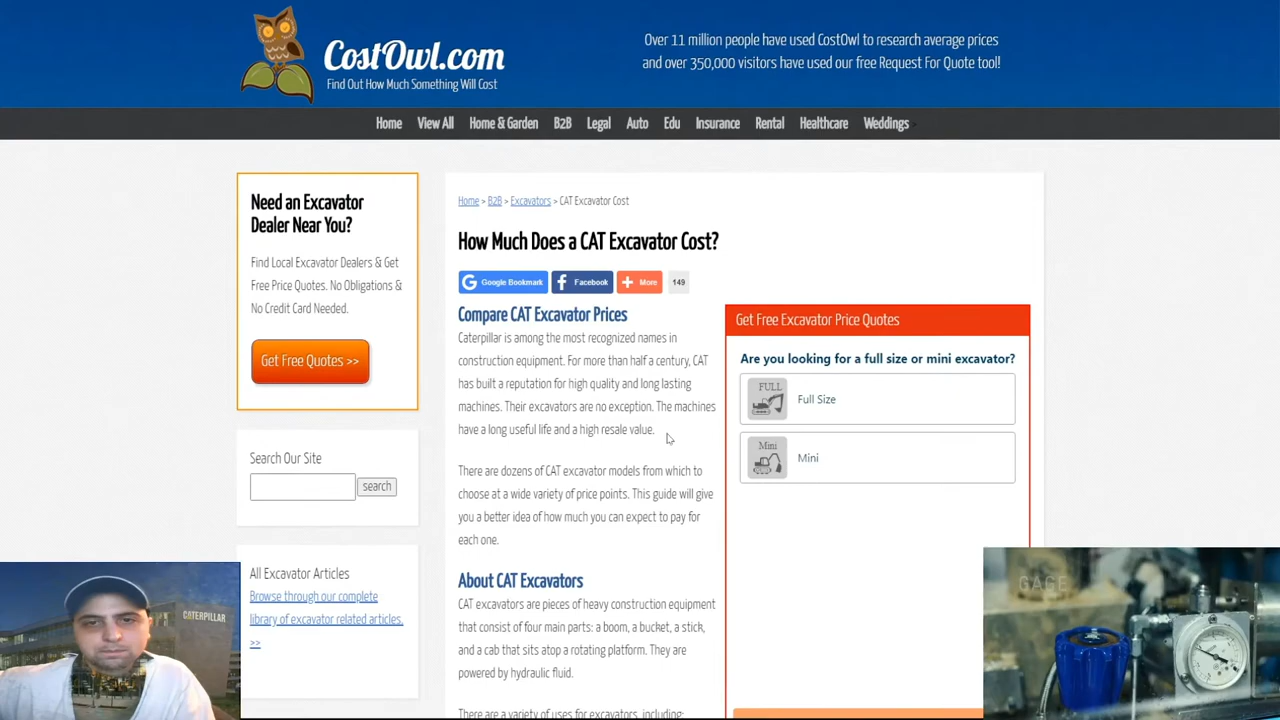 CostOwl.com
Find Out How Much Something Will Cost
Over 11 million people have used CostOwl to research average prices
and over 350,000 visitors have used our free Request For Quote tool!
Home View All Home & Garden B2B Legal Auto Edu Insurance Rental Healthcare Weddings >
Need an Excavator
Dealer Near You?
Find Local Excavator Dealers & Get
Free Price Quotes. No Obligations &
No Credit Card Needed.
Get Free Quotes >>
Search Our Site
search
All Excavator Articles
Browse through our complete
library of excavator related articles.
>>
Home > B2B > Excavators > CAT Excavator Cost
How Much Does a CAT Excavator Cost?
Google Bookmark Facebook More 149
Compare CAT Excavator Prices
Caterpillar is among the most recognized names in
construction equipment. For more than half a century, CAT
has built a reputation for high quality and long lasting
machines. Their excavators are no exception. The machines
have a long useful life and a high resale value.
There are dozens of CAT excavator models from which to
choose at a wide variety of price points. This guide will give
you a better idea of how much you can expect to pay for
each one.
About CAT Excavators
CAT excavators are pieces of heavy construction equipment
that consist of four main parts: a boom, a bucket, a stick,
and a cab that sits atop a rotating platform. They are
powered by hydraulic fluid.
There are a variety of uses for excavators, including:
Get Free Excavator Price Quotes
Are you looking for a full size or mini excavator?
FULL
Full Size
Mini
Mini
CATERPILLAR
GAGE